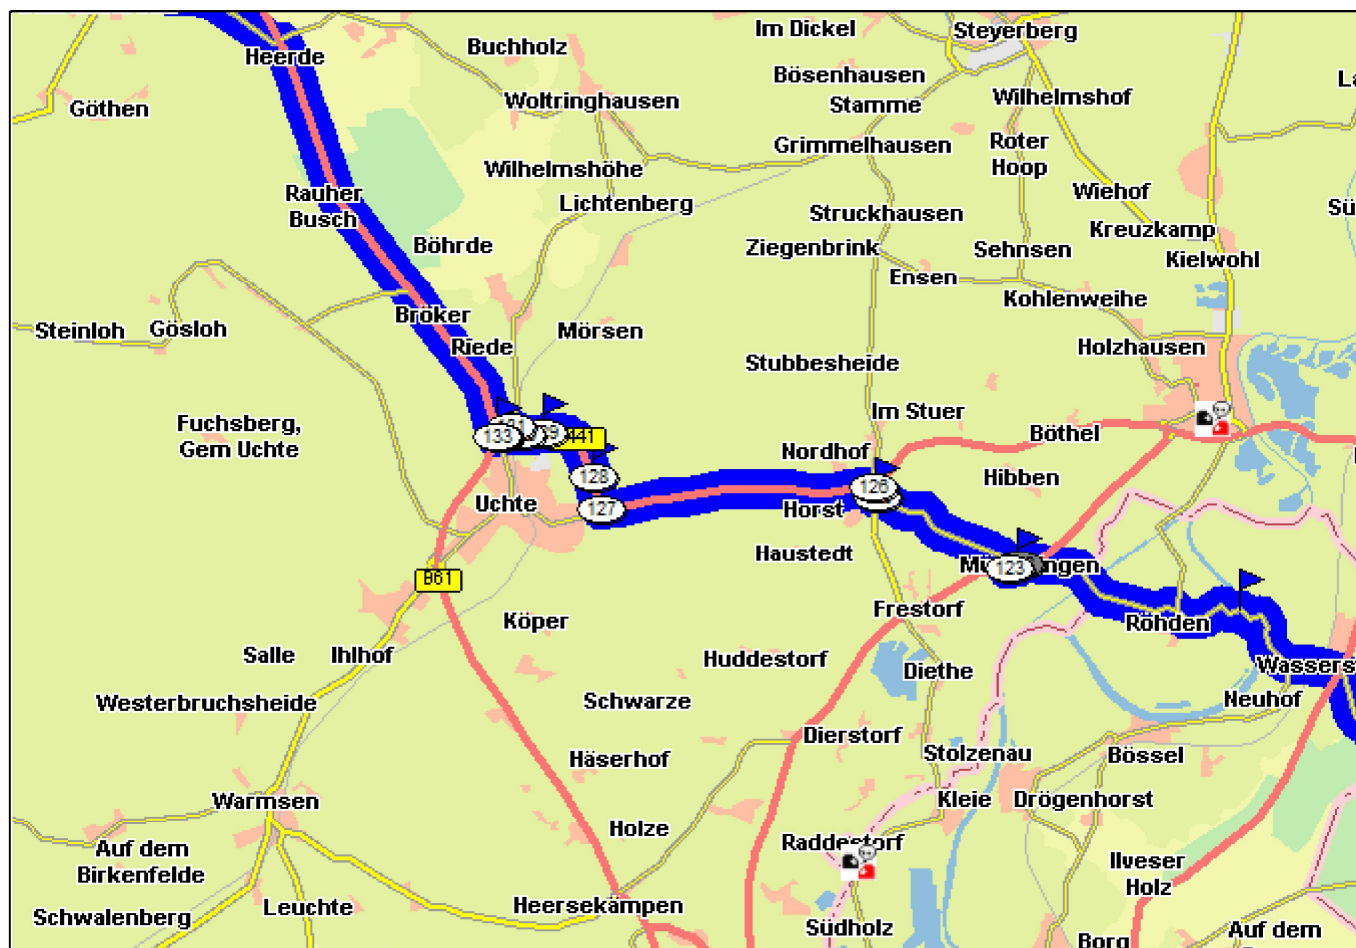 Im Dickel
Steyerberg
Heerde
Buchholz
Bösenhausen
Göthen
Woltringhausen
Stamme
Wilhelmshof
Grimmelhausen
Roter
Hoop
Wilhelmshöhe
Rauher
Busch
Lichtenberg
Wiehof
Struckhausen
Kreuzkamp
Böhrde
Ziegenbrink
Sehnsen
Kielwohl
Ensen
Kohlenweihe
Bröker
Steinloh
Gösloh
Mörsen
Riede
Holzhausen
Stubbesheide
Fuchsberg,
Gem Uchte
Im Stuer
Böthel
133
441
Nordhof
Hibben
128
126
Uchte
127
Horst
Haustedt
123
B61
Frestorf
Köper
Röhden
Salle
Ihlhof
Huddestorf
Diethe
Westerbruchsheide
Schwarze
Neuhof
Dierstorf
Häserhof
Stolzenau
Bössel
Warmsen
Kleie
Drögenhorst
Holze
Auf dem
Birkenfelde
Raddestorf
Ilveser
Holz
Schwalenberg
Leuchte
Heersekämpen
Südholz
Borg
Auf dem